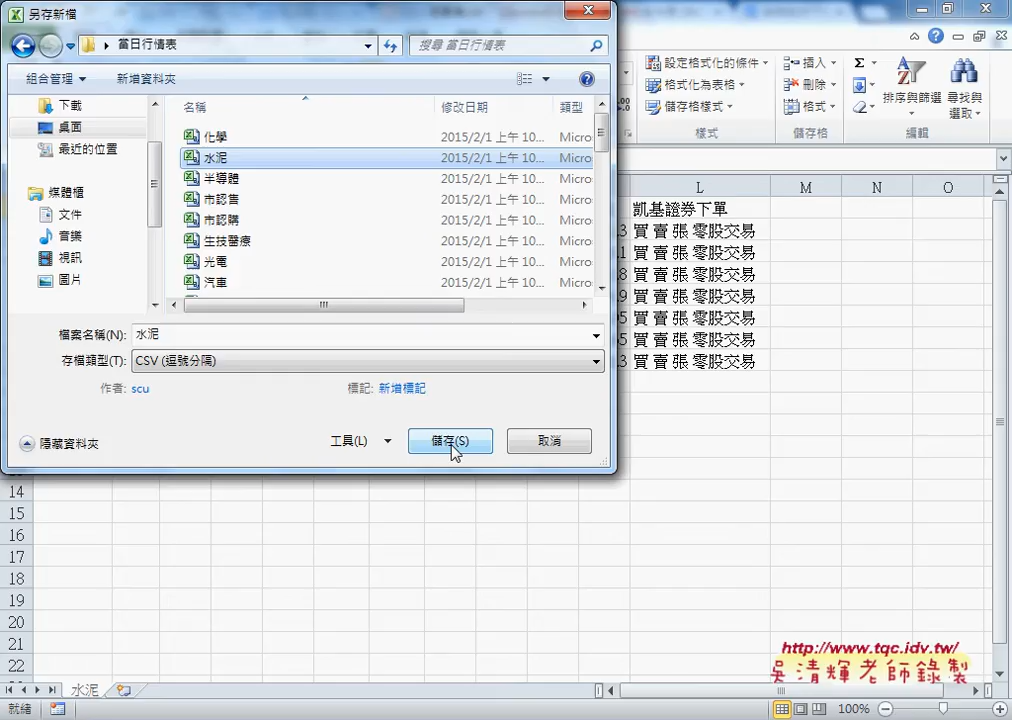 另存新檔
當日行情表
搜尋 當日行情表
組合管理
新增資料夾
下載
桌面
最近的位置
媒體櫃
文件
音樂
視訊
圖片
名稱 修改日期 類型
化學 2015/2/1 上午 10... Micro
水泥 2015/2/1 上午 10... Micro
半導體 2015/2/1 上午 10... Micro
市認售 2015/2/1 上午 10... Micro
市認購 2015/2/1 上午 10... Micro
生技醫療 2015/2/1 上午 10... Micro
光電 2015/2/1 上午 10... Micro
汽車 2015/2/1 上午 10... Micro
檔案名稱(N): 水泥
存檔類型(T): CSV (逗號分隔)
作者: scu 標記: 新增標記
隱藏資料夾
工具(L) 儲存(S) 取消
設定格式化的條件
格式化為表格
儲存格樣式
樣式
插入
刪除
格式
儲存格
排序與篩選
尋找與
選取
編輯
L M N O
凱基證券下單
3 買 賣 張 零股交易
1 買 賣 張 零股交易
8 買 賣 張 零股交易
9 買 賣 張 零股交易
5 買 賣 張 零股交易
5 買 賣 張 零股交易
3 買 賣 張 零股交易
14
15
16
17
18
19
20
21
22
http://www.tqc.idv.tw/
吳清輝老師錄製
水泥
就緒
100%